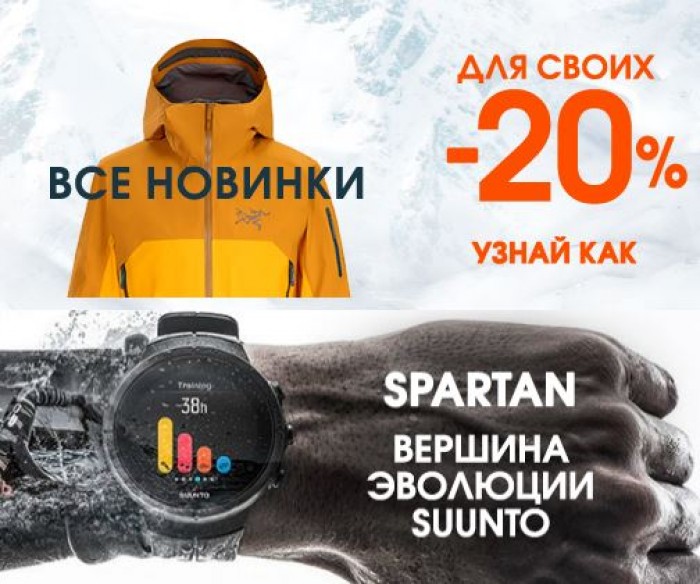 ДЛЯ СВОИХ
-20%
ВСЕ НОВИНКИ
УЗНАЙ КАК
Training
-38h
SUUNTO
SPARTAN
ВЕРШИНА
ЭВОЛЮЦИИ
SUUNTO